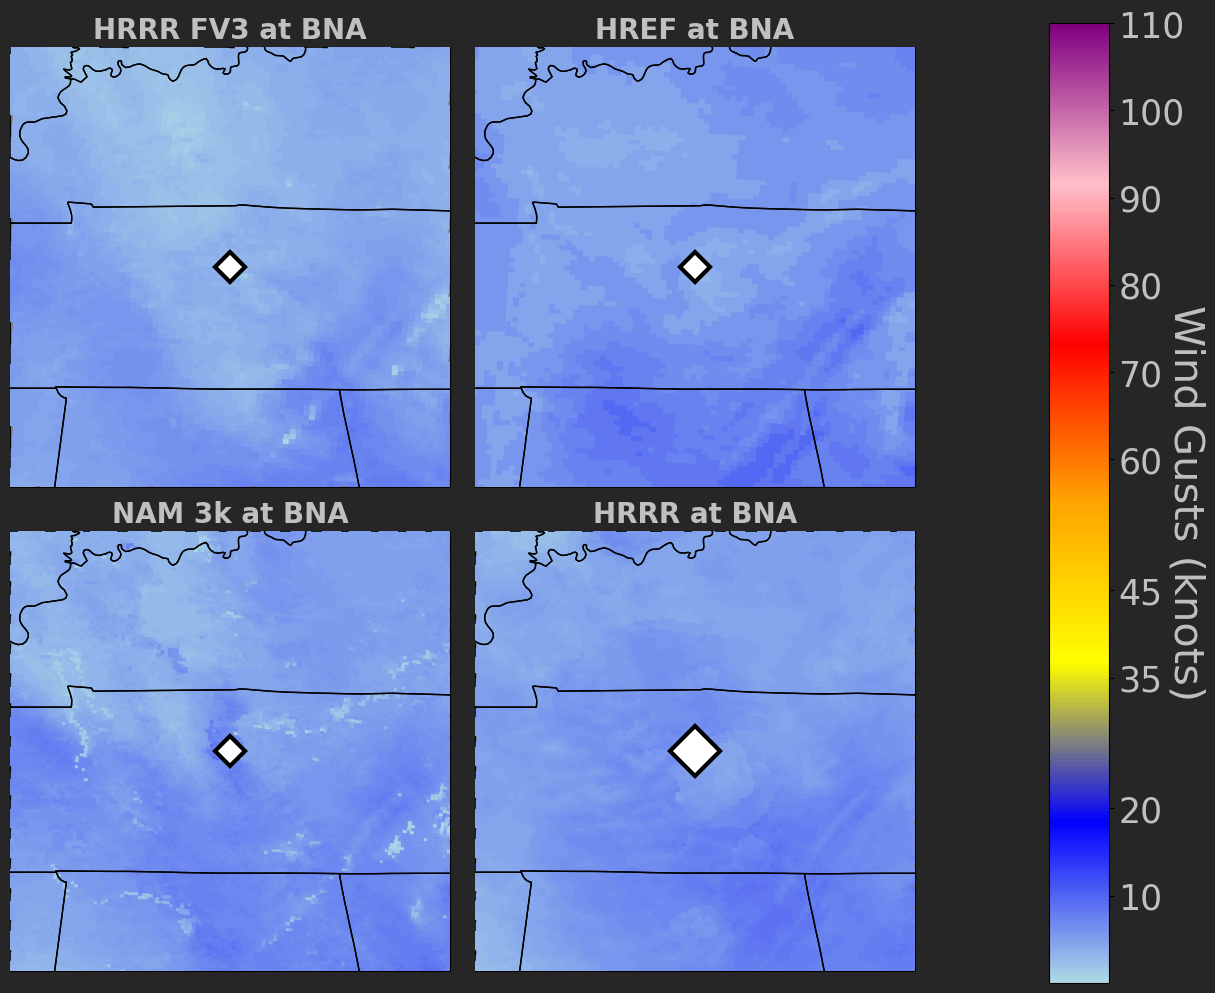 HRRR FV3 at BNA
HREF at BNA
NAM 3k at BNA
HRRR at BNA
110
100
90
80
70
60
45
35
20
10
Wind Gusts (knots)